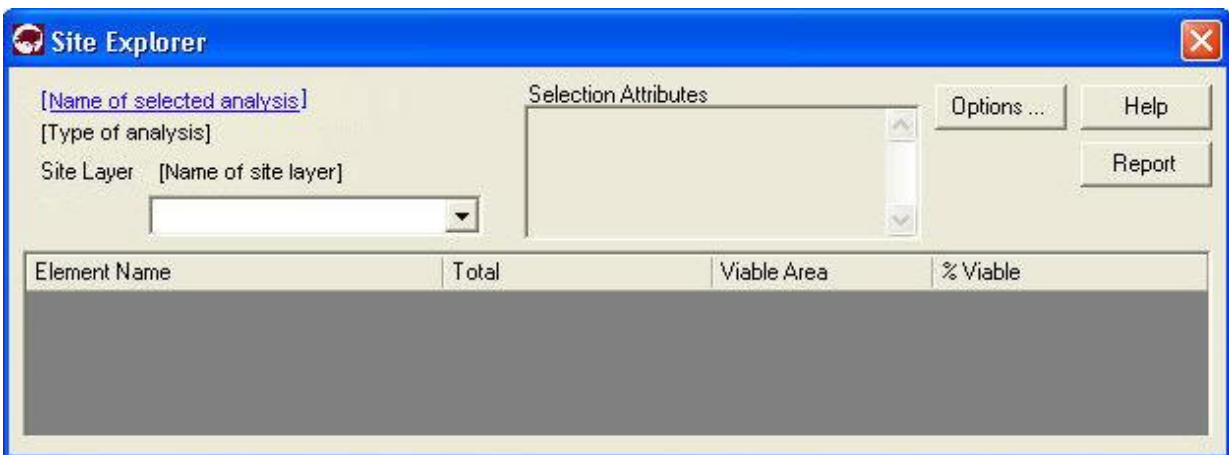 Site Explorer
[Name of selected analysis]
[Type of analysis]
Site Layer [Name of site layer]
Selection Attributes
Options ...
Help
Report
Element Name Total Viable Area % Viable